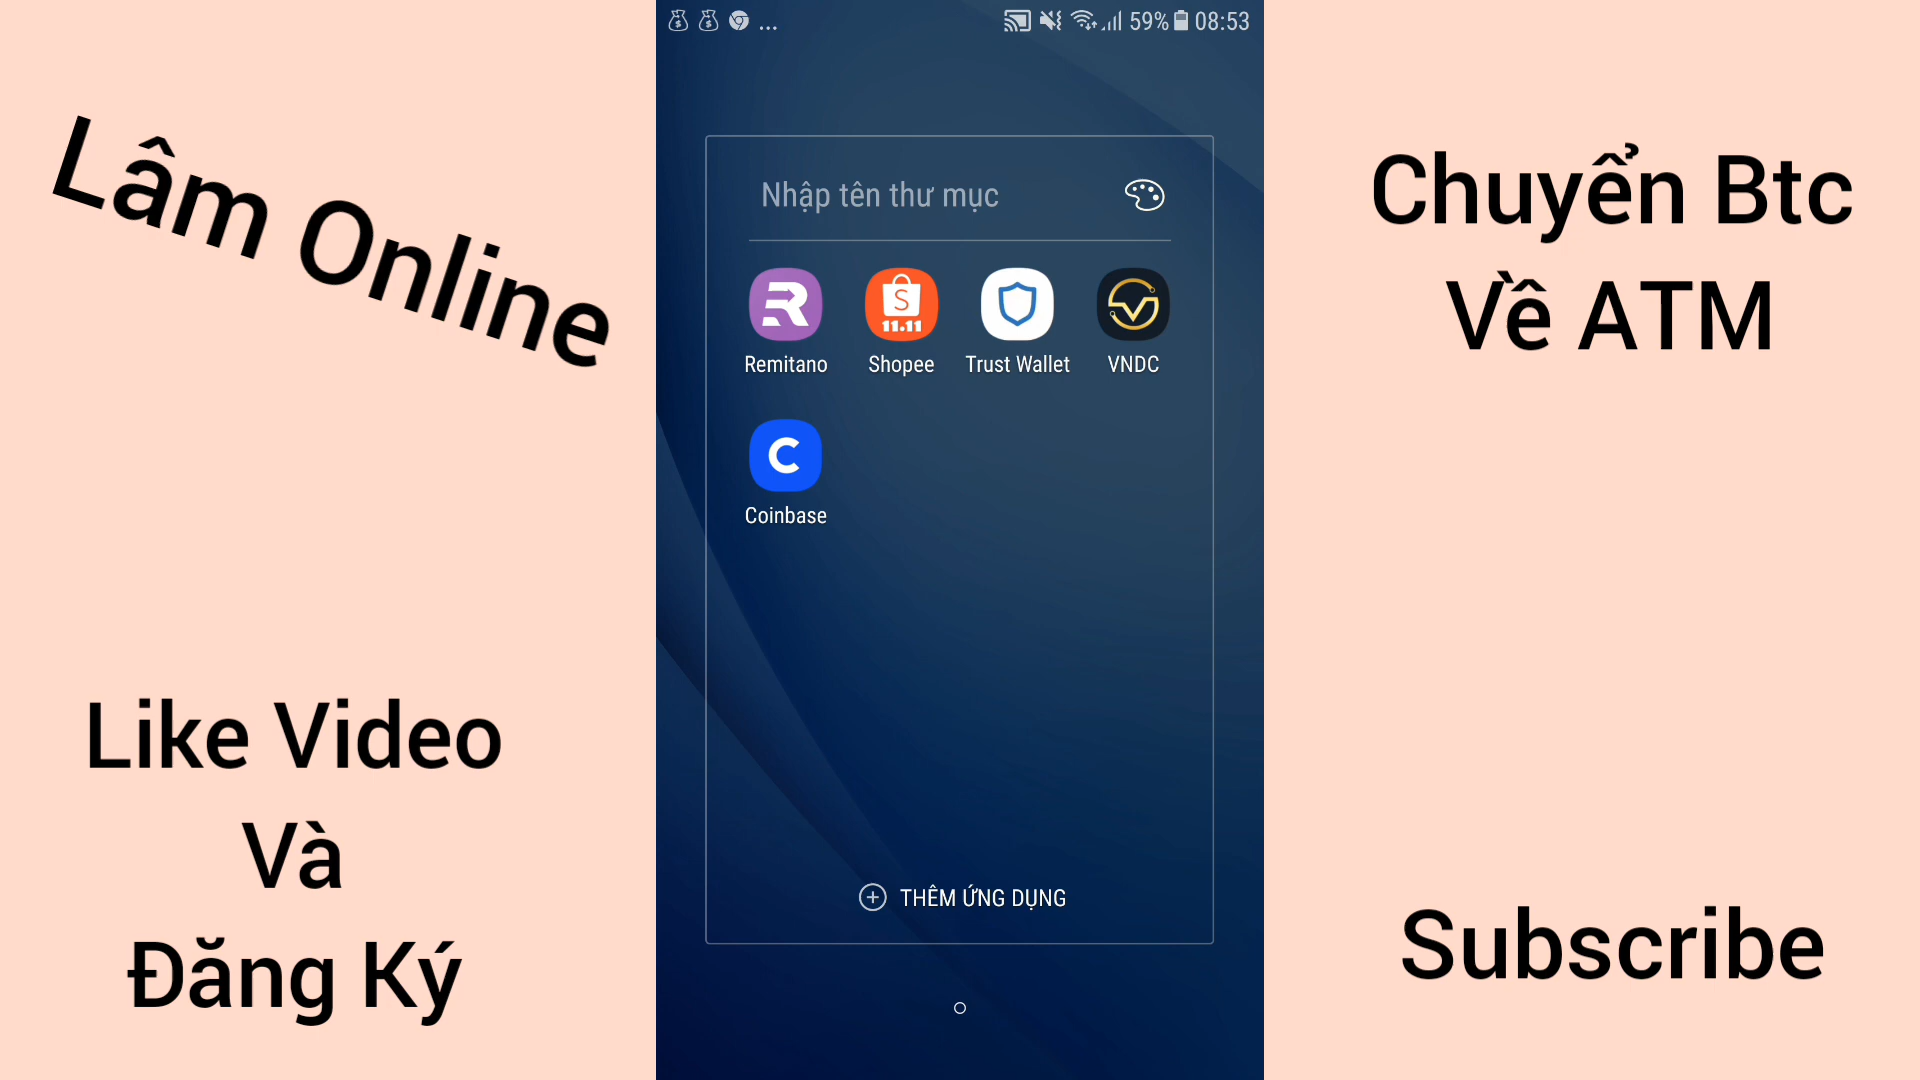 59% 08:53
Lâm Online
Chuyển Btc
Về ATM
Nhập tên thư mục
S
11.11
Remitano
Shopee
Trust Wallet
VNDC
Coinbase
Like Video
Và
Đăng Ký
THÊM ỨNG DỤNG
Subscribe